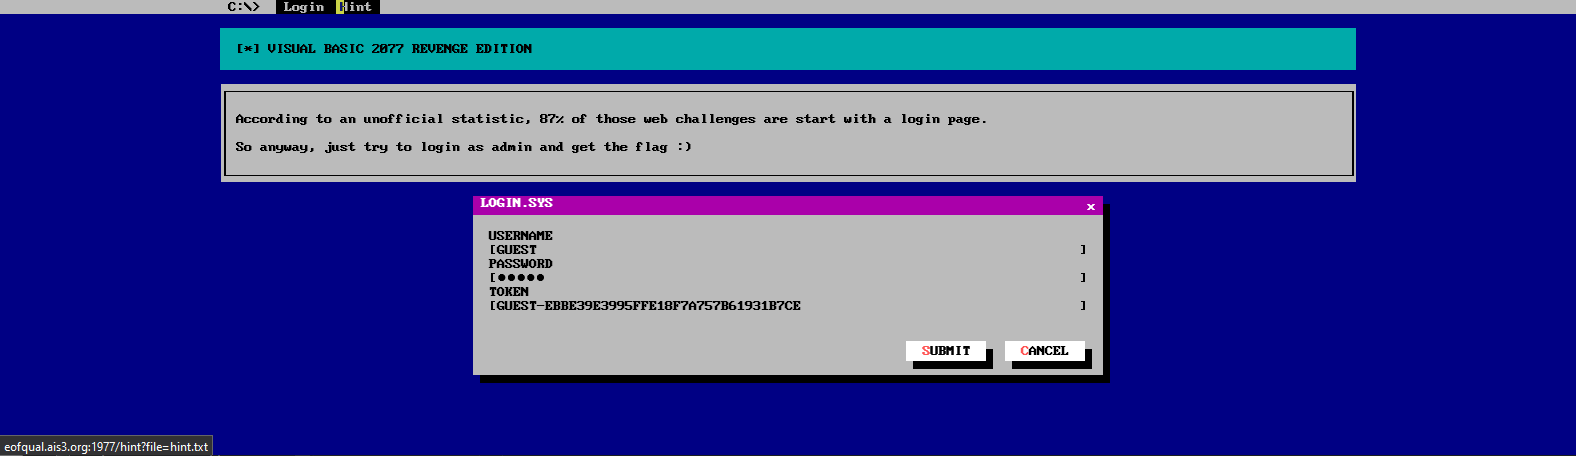 C:\> Login Hint
[*] VISUAL BASIC 2077 REVENGE EDITION
According to an unofficial statistic, 87% of those web challenges are start with a login page.
So anyway, just try to login as admin and get the flag :)
LOGIN.SYS x
USERNAME
[GUEST ]
PASSWORD
[●●●●● ]
TOKEN
[GUEST-EBBE39E3995FFE18F7A757B61931B7CE ]
SUBMIT CANCEL
eofqual.ais3.org:1977/hint?file=hint.txt